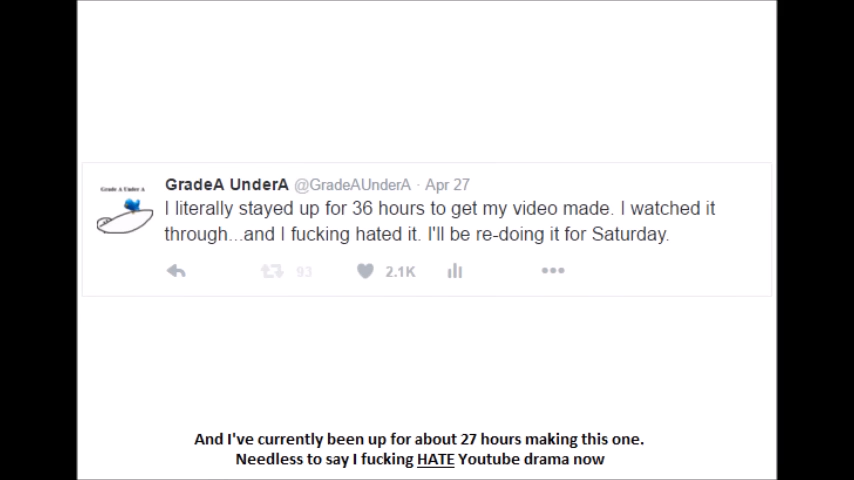 Grade A Under A
GradeA UnderA @GradeAUnderA · Apr 27
I literally stayed up for 36 hours to get my video made. I watched it
through...and I fucking hated it. I'll be re-doing it for Saturday.
93 2.1K
And I've currently been up for about 27 hours making this one.
Needless to say I fucking HATE Youtube drama now